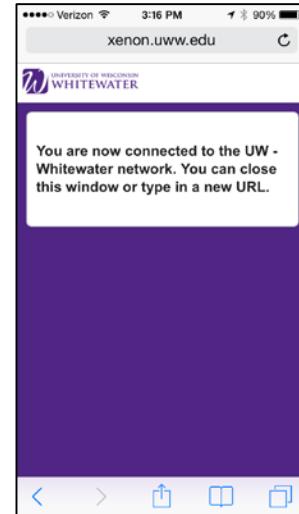 Verizon 3:16 PM 90%
xenon.uww.edu
W UNIVERSITY OF WISCONSIN
WHITEWATER
You are now connected to the UW -
Whitewater network. You can close
this window or type in a new URL.